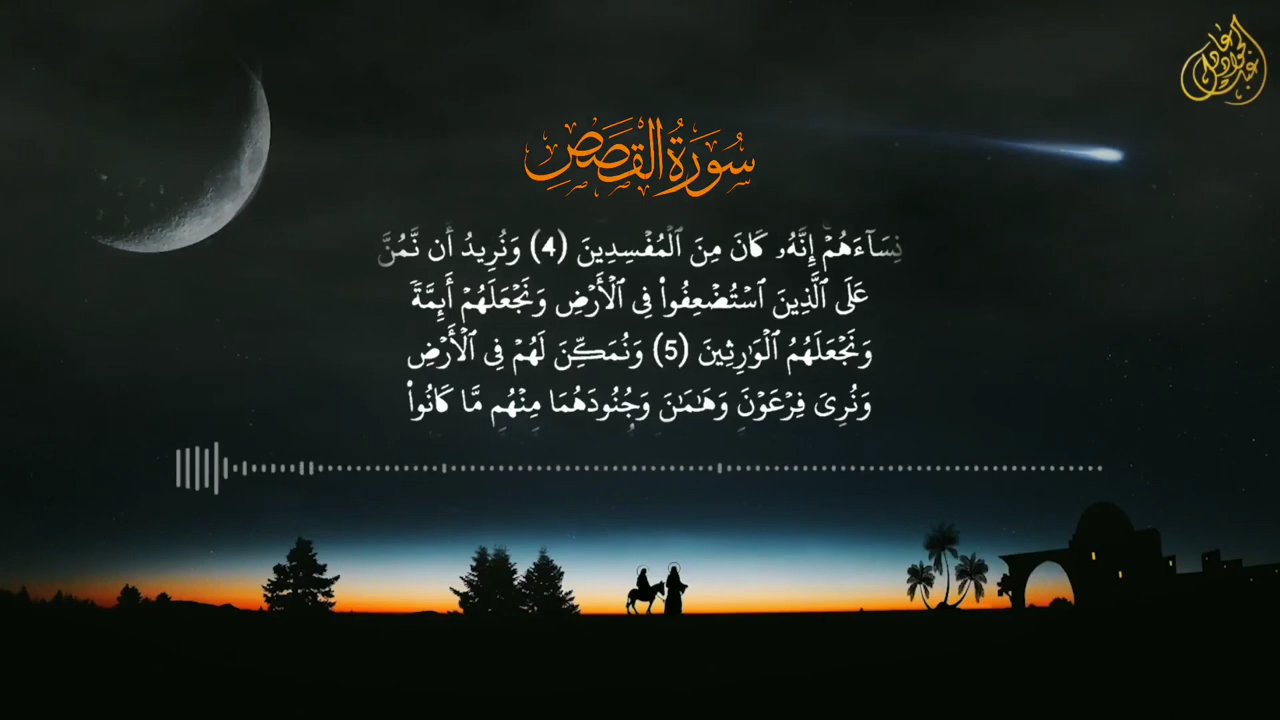 سُورَةُ القَصَصِ
نِسَآءَهُمۡۚ إِنَّهُۥ كَانَ مِنَ ٱلۡمُفۡسِدِينَ (4) وَنُرِيدُ أَن نَّمُنَّ
عَلَى ٱلَّذِينَ ٱسۡتُضۡعِفُواْ فِي ٱلۡأَرۡضِ وَنَجۡعَلَهُمۡ أَئِمَّةٗ
وَنَجۡعَلَهُمُ ٱلۡوَٰرِثِينَ (5) وَنُمَكِّنَ لَهُمۡ فِي ٱلۡأَرۡضِ
وَنُرِيَ فِرۡعَوۡنَ وَهَٰمَٰنَ وَجُنُودَهُمَا مِنۡهُم مَّا كَانُواْ